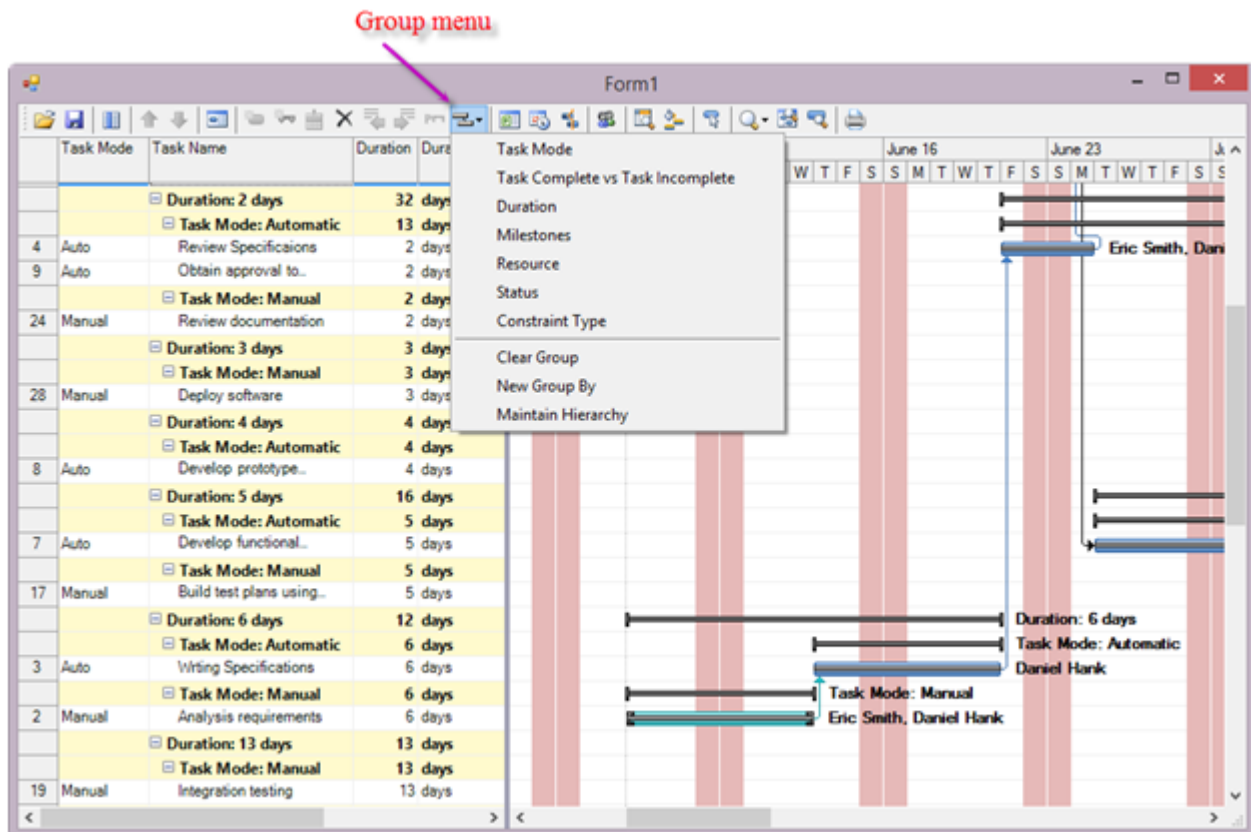 Group menu
Form1
Task Mode Task Name Duration Dura
June 16 June 23 Ju
W T F S S M T W T F S S M T W T F S S
Task Mode
Task Complete vs Task Incomplete
Duration
Milestones
Resource
Status
Constraint Type
Clear Group
New Group By
Maintain Hierarchy
Duration: 2 days 32 days
Task Mode: Automatic 13 days
4 Auto Review Specificaions 2 days Eric Smith, Dani
9 Auto Obtain approval to... 2 days
Task Mode: Manual 2 days
24 Manual Review documentation 2 days
Duration: 3 days 3 days
Task Mode: Manual 3 days
28 Manual Deploy software 3 days
Duration: 4 days 4 days
Task Mode: Automatic 4 days
8 Auto Develop prototype... 4 days
Duration: 5 days 16 days
Task Mode: Automatic 5 days
7 Auto Develop functional... 5 days
Task Mode: Manual 5 days
17 Manual Build test plans using... 5 days
Duration: 6 days 12 days Duration: 6 days
Task Mode: Automatic 6 days Task Mode: Automatic
3 Auto Wrting Specifications 6 days Daniel Hank
Task Mode: Manual 6 days Task Mode: Manual
2 Manual Analysis requirements 6 days Eric Smith, Daniel Hank
Duration: 13 days 13 days
Task Mode: Manual 13 days
19 Manual Integration testing 13 days